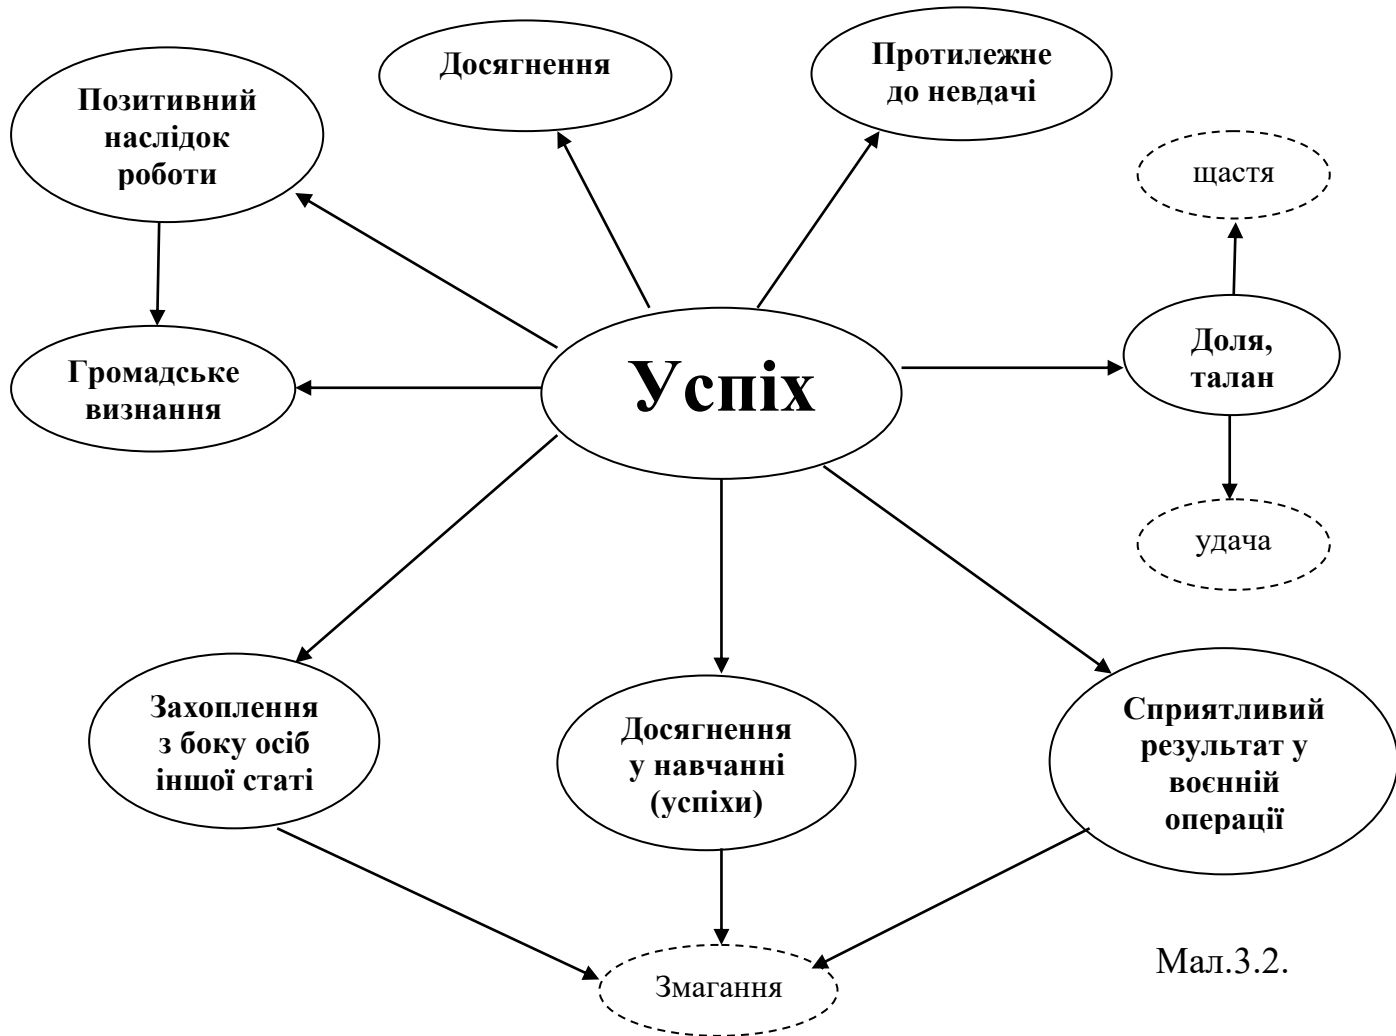 Досягнення
Протилежне
до невдачі
Позитивний
наслідок
роботи
щастя
Громадське
визнання
Успіх
Доля,
талан
удача
Захоплення
з боку осіб
іншої статі
Досягнення
у навчанні
(успіхи)
Сприятливий
результат у
воєнній
операції
Змагання
Мал.3.2.